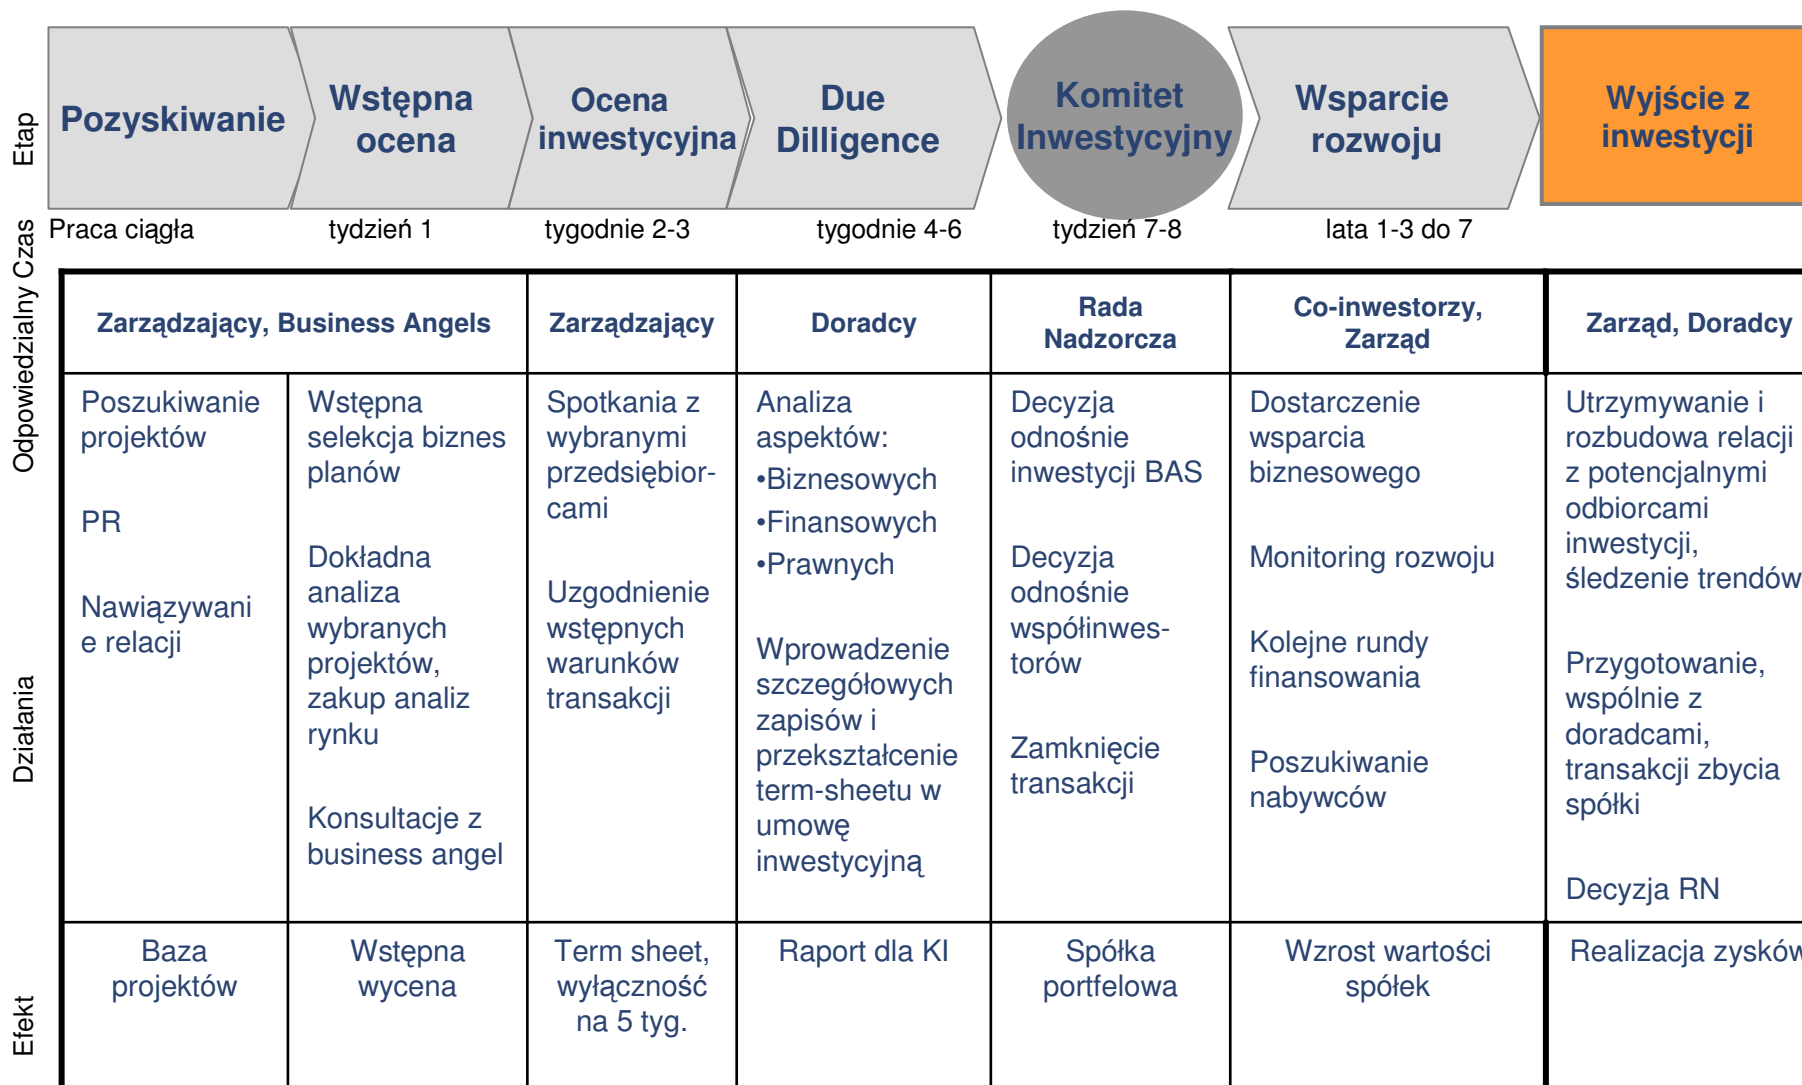 Etap
Pozyskiwanie
Wstępna
ocena
Ocena
inwestycyjna
Due
Dilligence
Komitet
Inwestycyjny
Wsparcie
rozwoju
Wyjście z
inwestycji
Czas
Praca ciągła
tydzień 1
tygodnie 2-3
tygodnie 4-6
tydzień 7-8
lata 1-3 do 7
Odpowiedzialny
Zarządzający, Business Angels
Zarządzający
Doradcy
Rada
Nadzorcza
Co-inwestorzy,
Zarząd
Zarząd, Doradcy
Działania
Poszukiwanie
projektów
PR
Nawiązywani
e relacji
Wstępna
selekcja biznes
planów
Dokładna
analiza
wybranych
projektów,
zakup analiz
rynku
Konsultacje z
business angel
Spotkania z
wybranymi
przedsiębior-
cami
Uzgodnienie
wstępnych
warunków
transakcji
Analiza
aspektów:
•Biznesowych
•Finansowych
•Prawnych
Wprowadzenie
szczegółowych
zapisów i
przekształcenie
term-sheetu w
umowę
inwestycyjną
Decyzja
odnośnie
inwestycji BAS
Decyzja
odnośnie
współinwes-
torów
Zamknięcie
transakcji
Dostarczenie
wsparcia
biznesowego
Monitoring rozwoju
Kolejne rundy
finansowania
Poszukiwanie
nabywców
Utrzymywanie i
rozbudowa relacji
z potencjalnymi
odbiorcami
inwestycji,
śledzenie trendów
Przygotowanie,
wspólnie z
doradcami,
transakcji zbycia
spółki
Decyzja RN
Efekt
Baza
projektów
Wstępna
wycena
Term sheet,
wyłączność
na 5 tyg.
Raport dla KI
Spółka
portfelowa
Wzrost wartości
spółek
Realizacja zysków